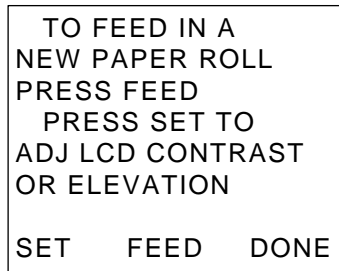 TO FEED IN A
NEW PAPER ROLL
PRESS FEED
PRESS SET TO
ADJ LCD CONTRAST
OR ELEVATION
SET FEED DONE